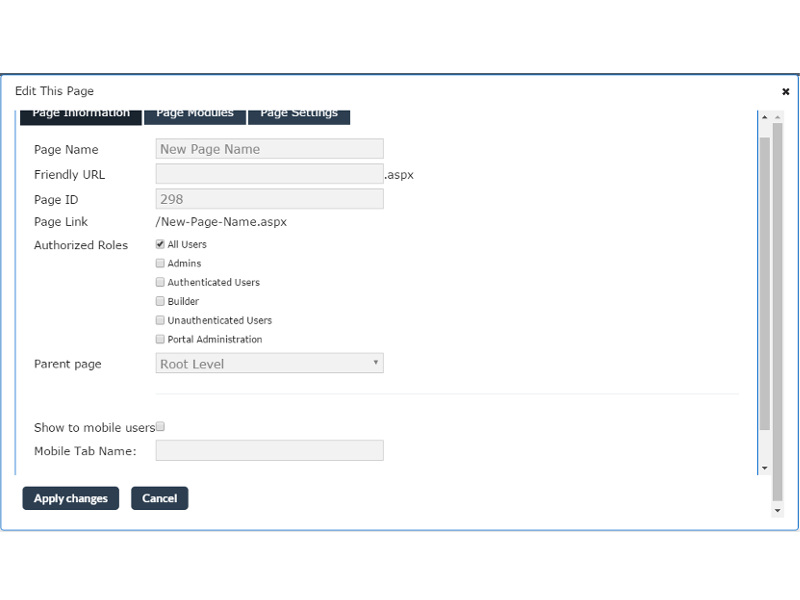 Edit This Page
Page Information Page Modules Page Settings
Page Name New Page Name
Friendly URL .aspx
Page ID 298
Page Link /New-Page-Name.aspx
Authorized Roles All Users
Admins
Authenticated Users
Builder
Unauthenticated Users
Portal Administration
Parent page Root Level
Show to mobile users
Mobile Tab Name:
Apply changes Cancel